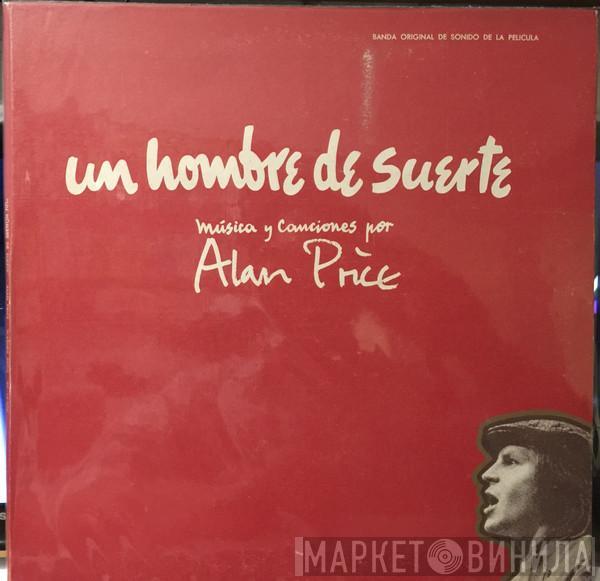 BANDA ORIGINAL DE SONIDO DE LA PELICULA
un hombre de suerte
música y canciones por
Alan Price
МАРКЕТ ВИНИЛА